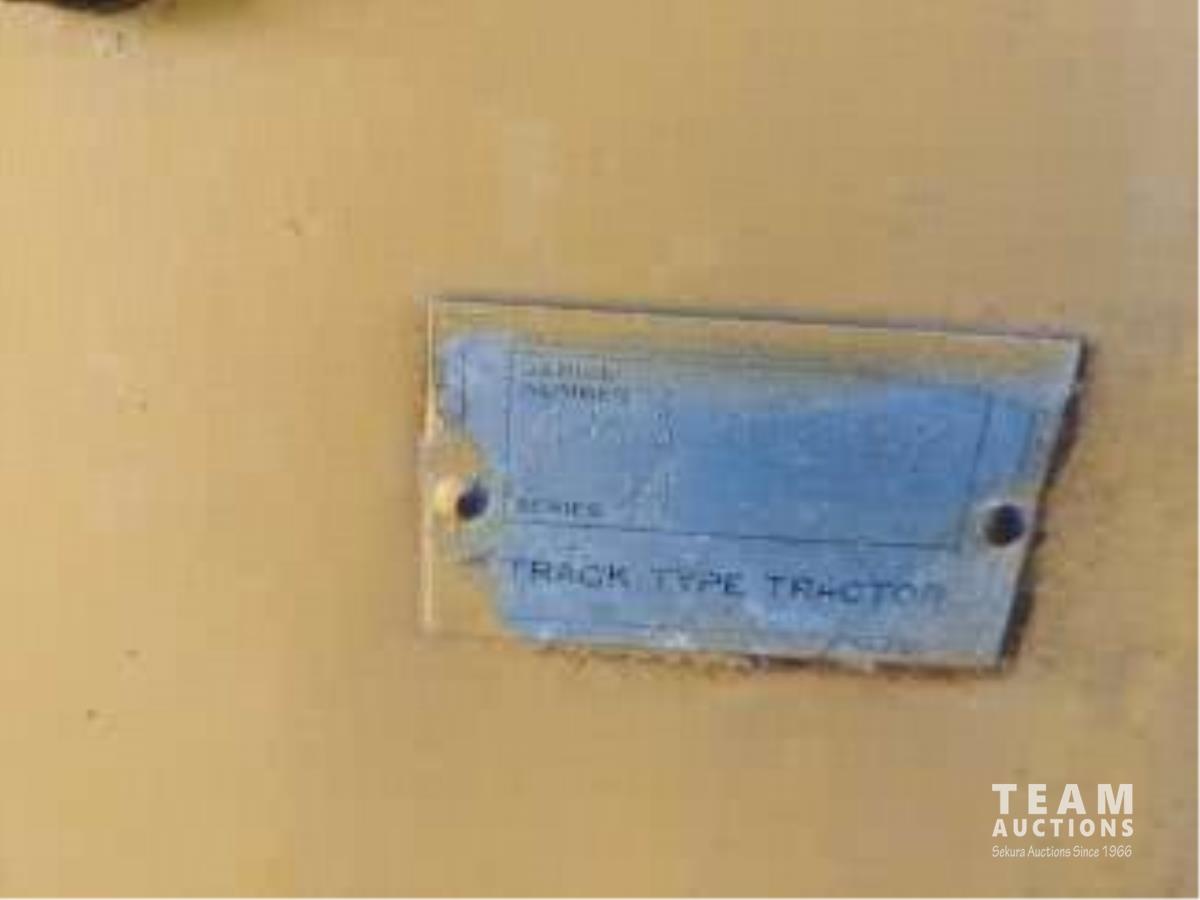 SERIAL
NUMBER
SERIES A
TRACK TYPE TRACTOR
TEAM
AUCTIONS
Sekura Auctions Since 1966